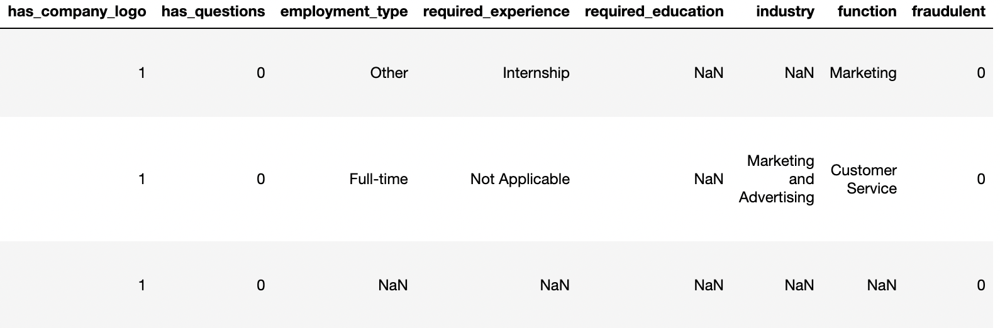 has_company_logo has_questions employment_type required_experience required_education industry function fraudulent
1 0 Other Internship NaN NaN Marketing 0
1 0 Full-time Not Applicable NaN Marketing and Advertising Customer Service 0
1 0 NaN NaN NaN NaN NaN 0